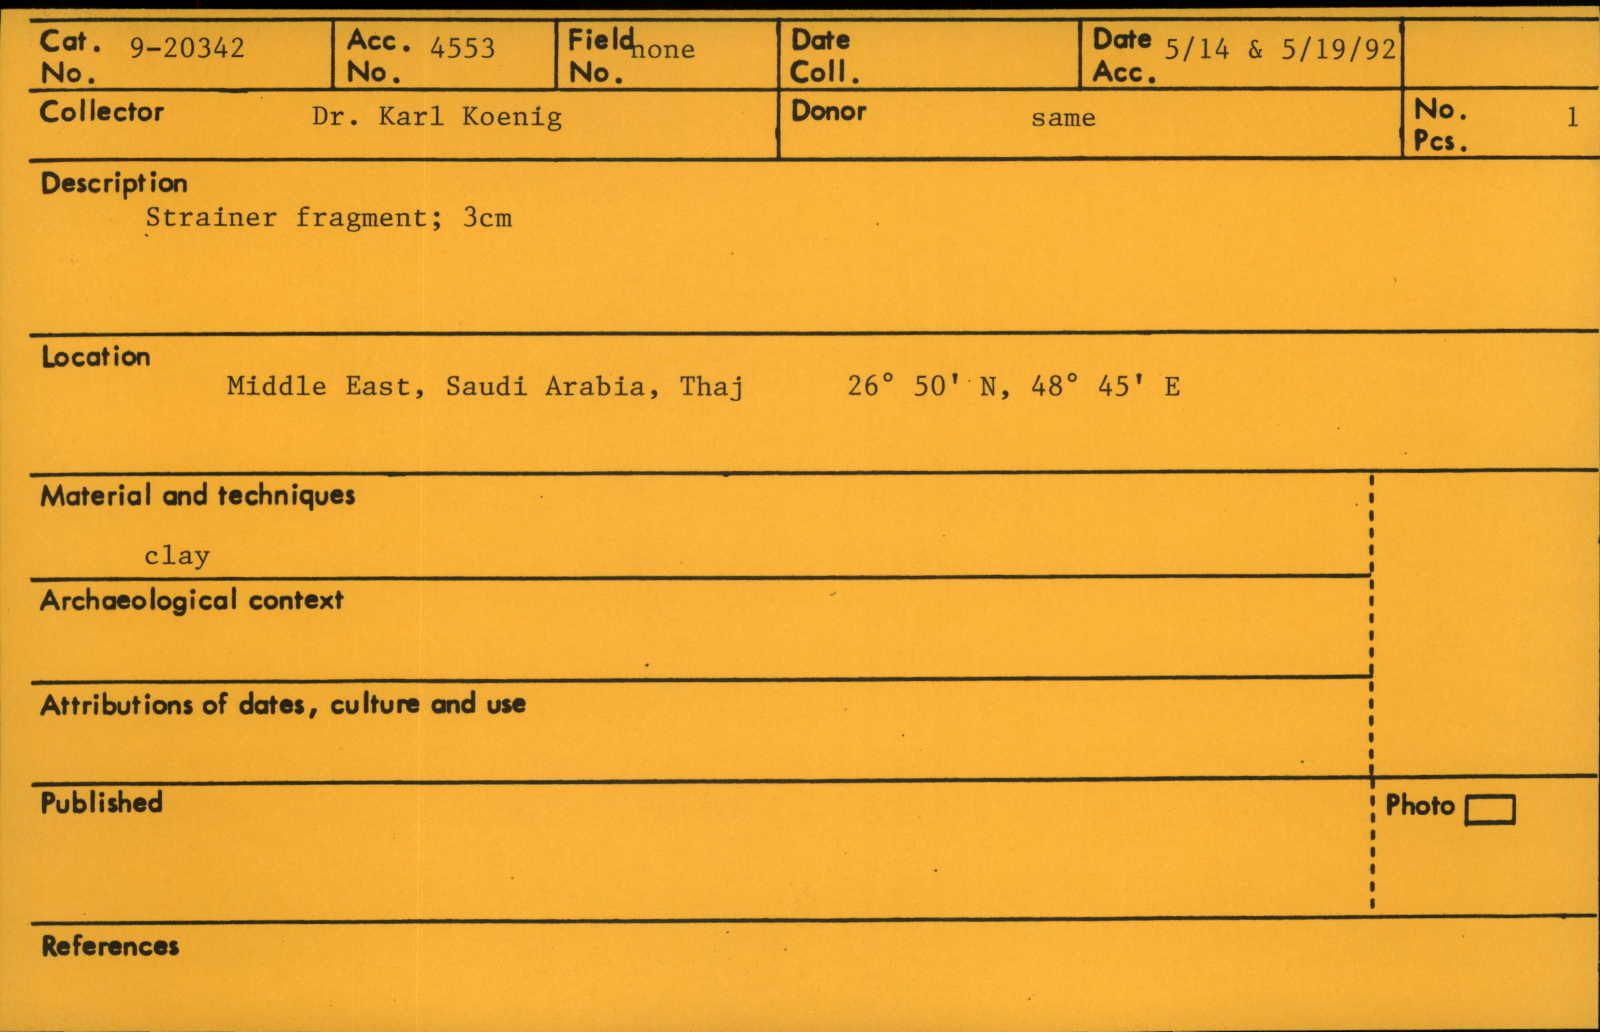 Cat. No. 9-20342 Acc. No. 4553 Field No. none Date Coll. Date Acc. 5/14 & 5/19/92
Collector Dr. Karl Koenig Donor same No. Pcs. 1
Description
Strainer fragment; 3cm
Location
Middle East, Saudi Arabia, Thaj 26° 50' N, 48° 45' E
Material and techniques
clay
Archaeological context
Attributions of dates, culture and use
Published
Photo
References